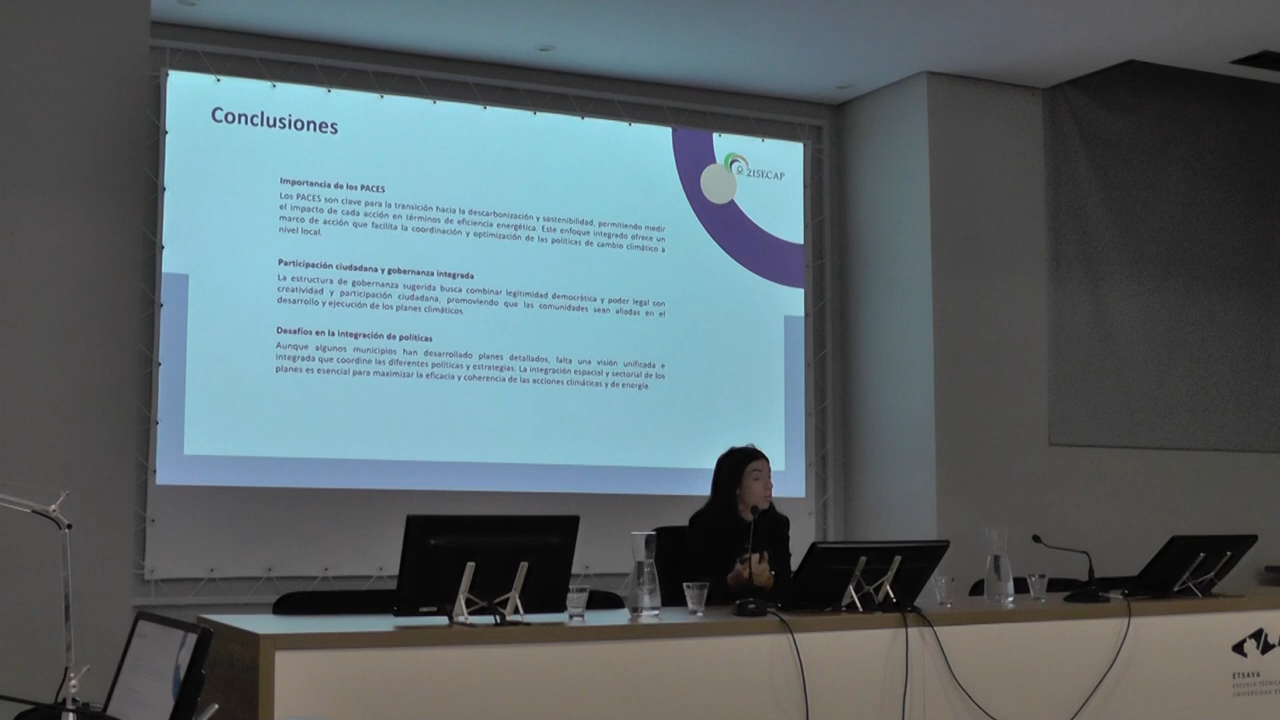 Conclusiones
2ISECAP
Importancia de los PACES
Los PACES son clave para la transición hacia la descarbonización y sostenibilidad, permitiendo medir
el impacto de cada acción en términos de eficiencia energética. Este enfoque integrado ofrece un
marco de acción que facilita la coordinación y optimización de las políticas de cambio climático a
nivel local.
Participación ciudadana y gobernanza integrada
La estructura de gobernanza sugerida busca combinar legitimidad democrática y poder legal con
creatividad y participación ciudadana, promoviendo que las comunidades sean aliadas en el
desarrollo y ejecución de los planes climáticos.
Desafíos en la integración de políticas
Aunque algunos municipios han desarrollado planes detallados, falta una visión unificada e
integrada que coordine las diferentes políticas y estrategias. La integración espacial y sectorial de los
planes es esencial para maximizar la eficacia y coherencia de las acciones climáticas y de energía.
ETSAVA
ESCUELA TÉCNIC
UNIVERSIDAD D